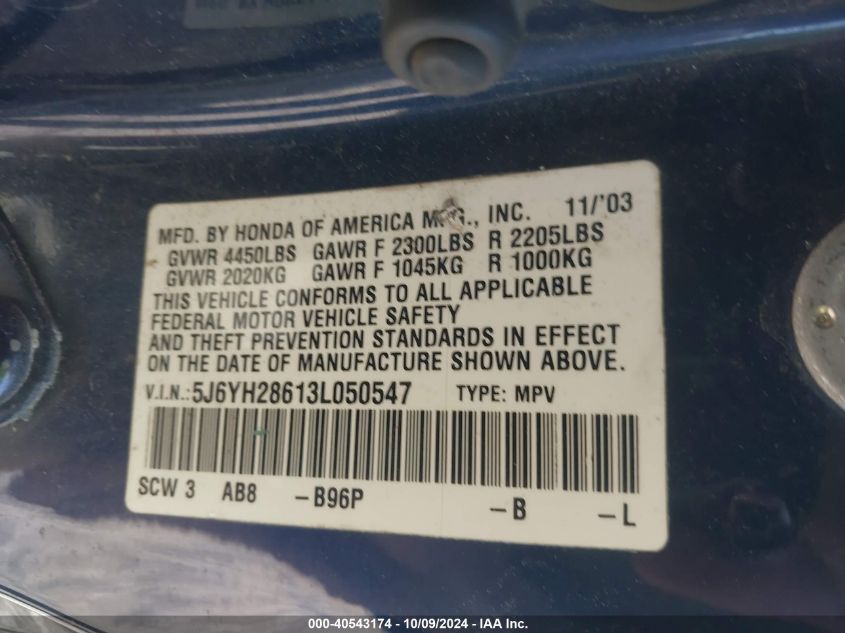 MFD. BY HONDA OF AMERICA MFG., INC. 11/'03
GVWR 4450LBS GAWR F 2300LBS R 2205LBS
GVWR 2020KG GAWR F 1045KG R 1000KG
THIS VEHICLE CONFORMS TO ALL APPLICABLE
FEDERAL MOTOR VEHICLE SAFETY
AND THEFT PREVENTION STANDARDS IN EFFECT
ON THE DATE OF MANUFACTURE SHOWN ABOVE.
V.I.N.:5J6YH28613L050547 TYPE: MPV
SCW 3 AB8 -B96P -B -L
000-40543174 - 10/09/2024 - IAA Inc.